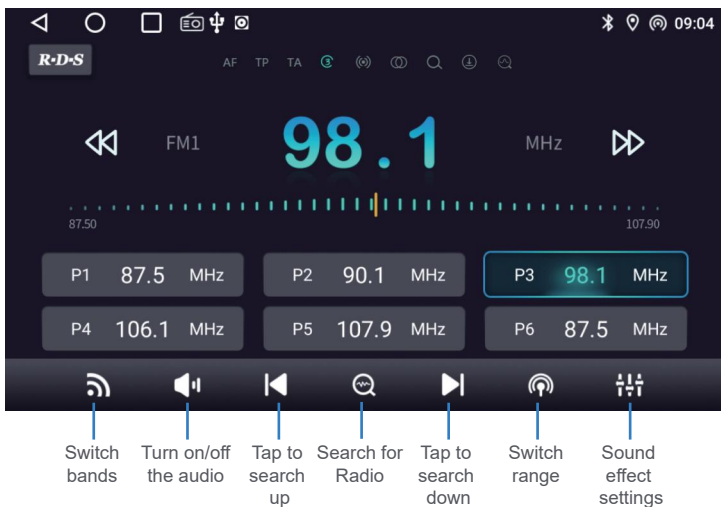 09:04
R·D·S
AF TP TA 3
FM1 98.1 MHz
87.50 107.90
P1 87.5 MHz
P2 90.1 MHz
P3 98.1 MHz
P4 106.1 MHz
P5 107.9 MHz
P6 87.5 MHz
Switch
bands
Turn on/off
the audio
Tap to
search
up
Search for
Radio
Tap to
search
down
Switch
range
Sound
effect
settings